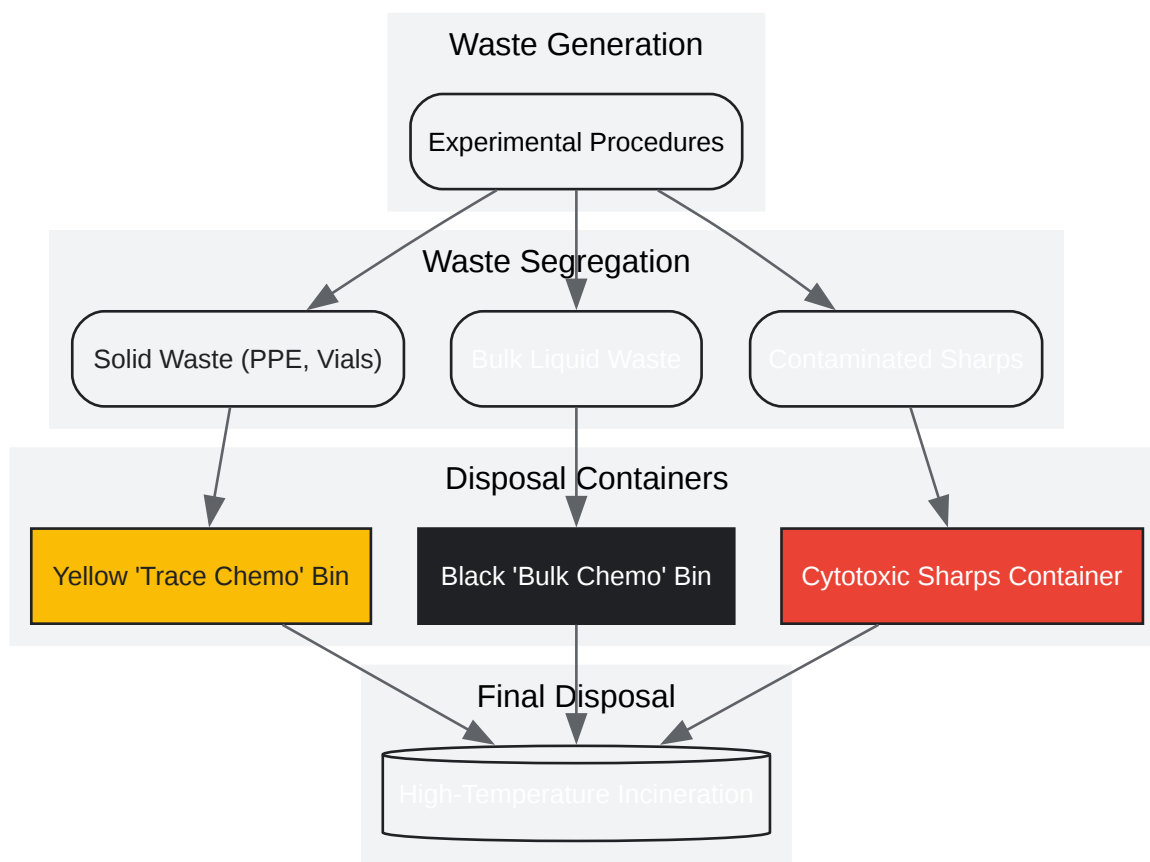 Waste Generation
Experimental Procedures
Waste Segregation
Solid Waste (PPE, Vials)
Bulk Liquid Waste
Contaminated Sharps
Disposal Containers
Yellow 'Trace Chemo' Bin
Black 'Bulk Chemo' Bin
Cytotoxic Sharps Container
Final Disposal
High-Temperature Incineration